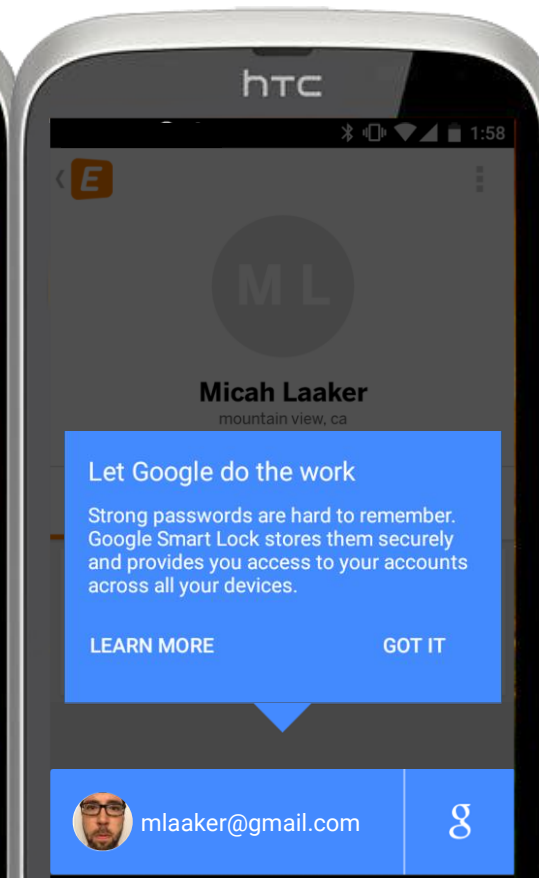 hTC
1:58
E
M L
Micah Laaker
mountain view, ca
Let Google do the work
Strong passwords are hard to remember.
Google Smart Lock stores them securely
and provides you access to your accounts
across all your devices.
LEARN MORE
GOT IT
mlaaker@gmail.com
g